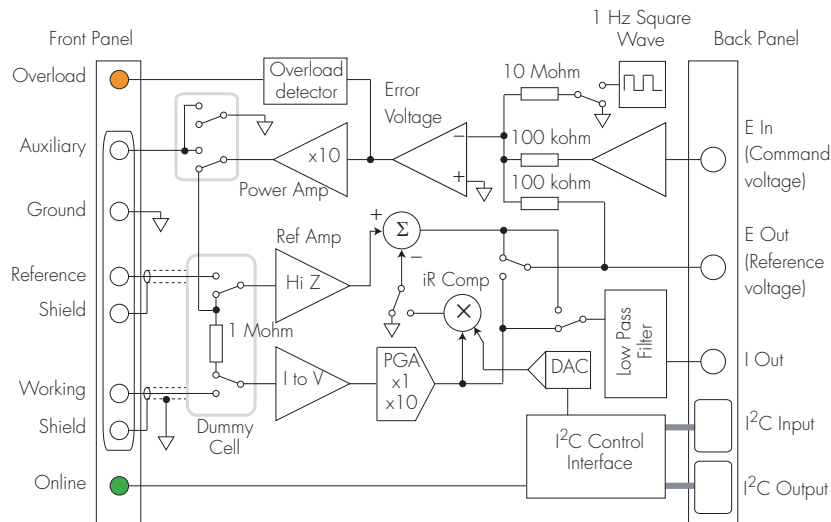 1 Hz Square
Wave
Front Panel
Back Panel
Overload
Overload
detector
Error
Voltage
10 Mohm
Auxiliary
x10
Power Amp
−
+
100 kohm
100 kohm
E In
(Command
voltage)
Ground
Ref Amp
+
Σ
−
E Out
(Reference
voltage)
Reference
Hi Z
iR Comp
×
Shield
1 Mohm
Low Pass
Filter
I to V
PGA
x1
x10
DAC
I Out
Working
Shield
Dummy
Cell
I2C Control
Interface
I2C Input
Online
I2C Output